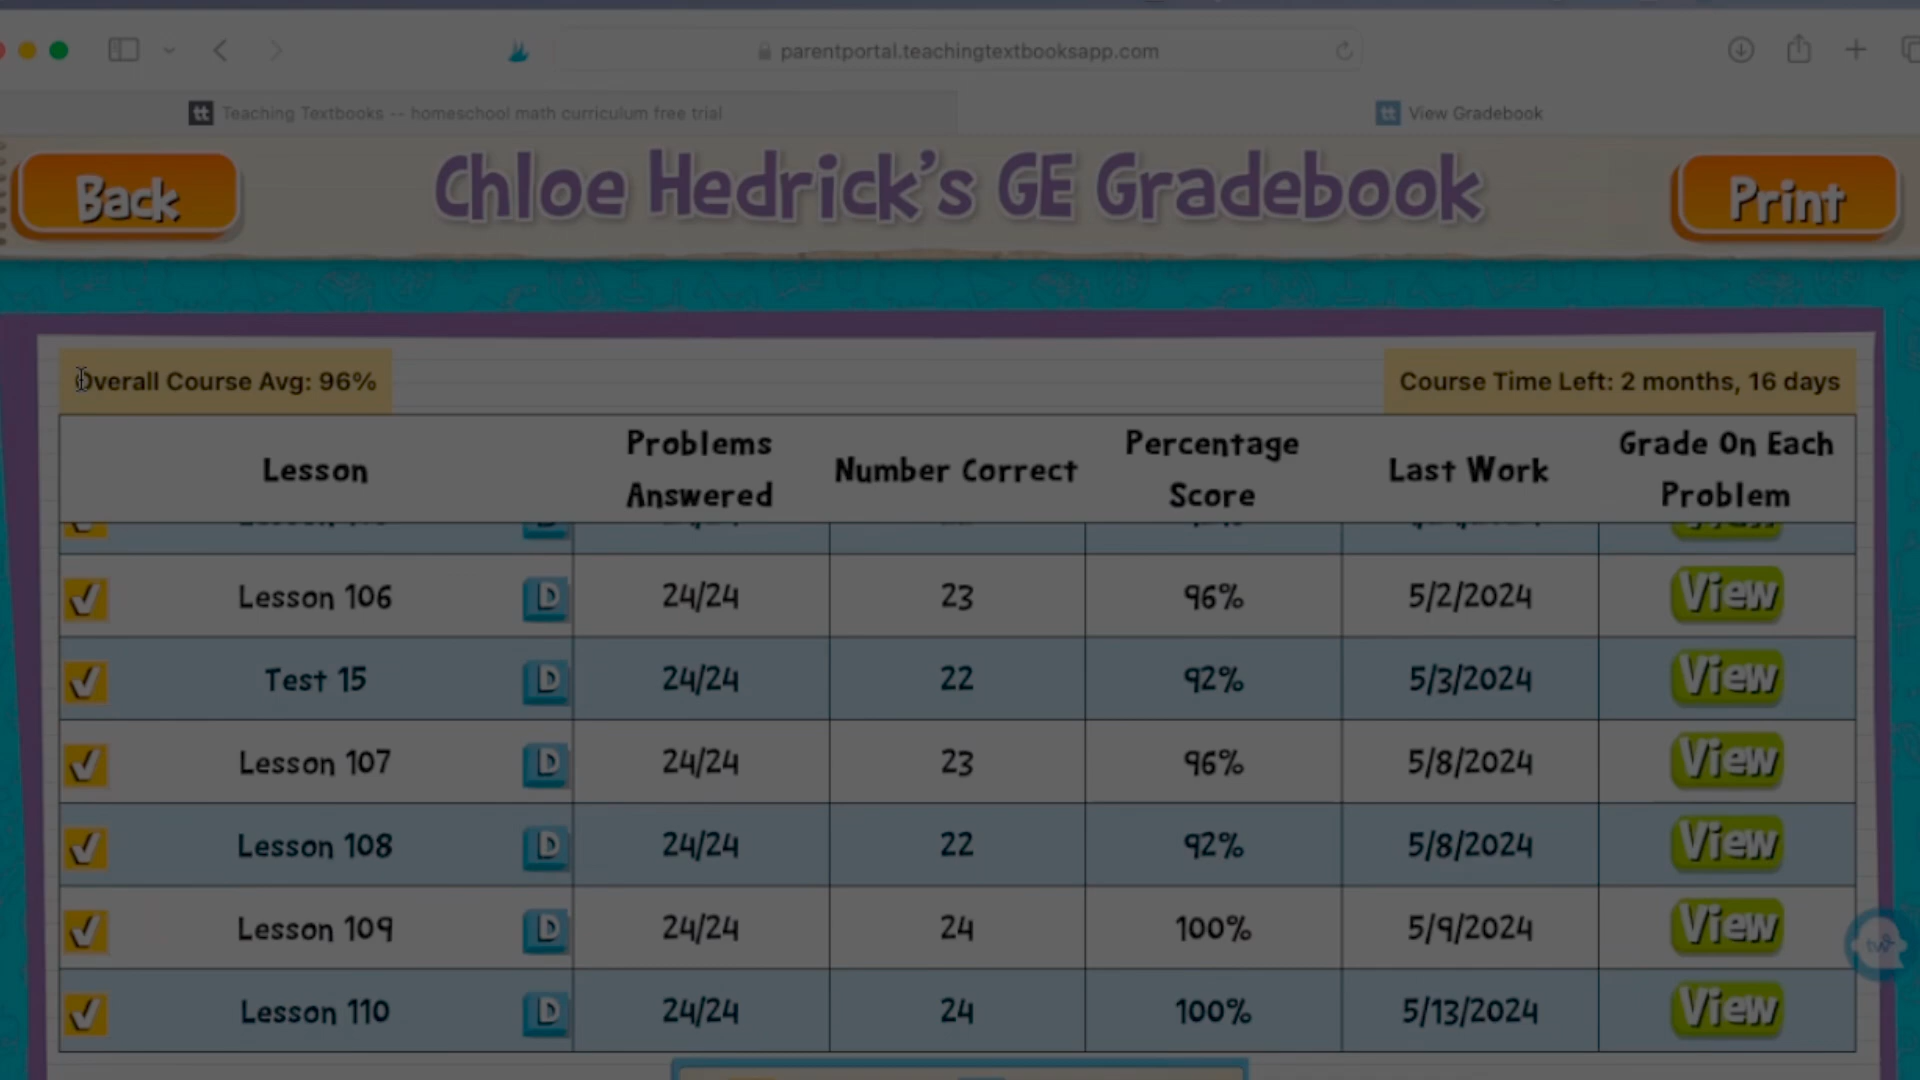 parentportal.teachingtextbooksapp.com
tt Teaching Textbooks -- homeschool math curriculum free trial
tt View Gradebook
Back
Chloe Hedrick's GE Gradebook
Print
Overall Course Avg: 96%
Course Time Left: 2 months, 16 days
Lesson Problems Answered Number Correct Percentage Score Last Work Grade On Each Problem
Lesson 106 D 24/24 23 96% 5/2/2024 View
Test 15 D 24/24 22 92% 5/3/2024 View
Lesson 107 D 24/24 23 96% 5/8/2024 View
Lesson 108 D 24/24 22 92% 5/8/2024 View
Lesson 109 D 24/24 24 100% 5/9/2024 View
Lesson 110 D 24/24 24 100% 5/13/2024 View